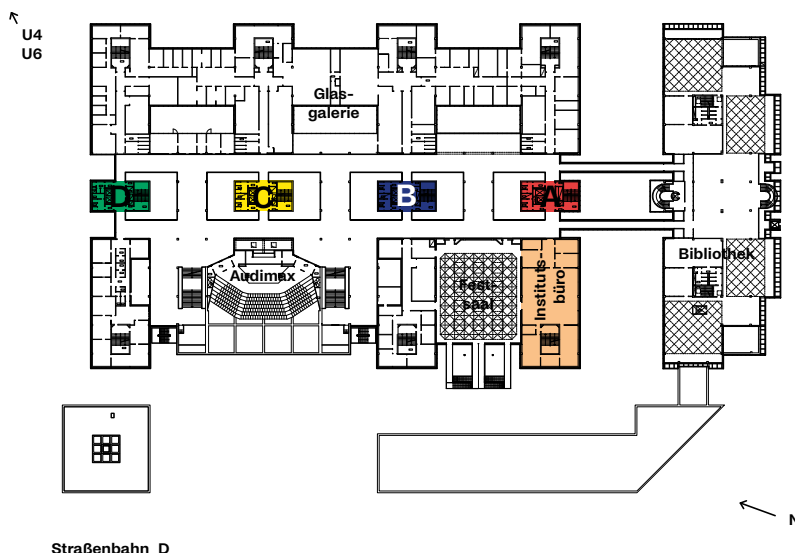 U4
U6
Glas-
galerie
D
C
B
A
Audimax
Fest-
saal
Instituts-
büro
Bibliothek
N
Straßenbahn D